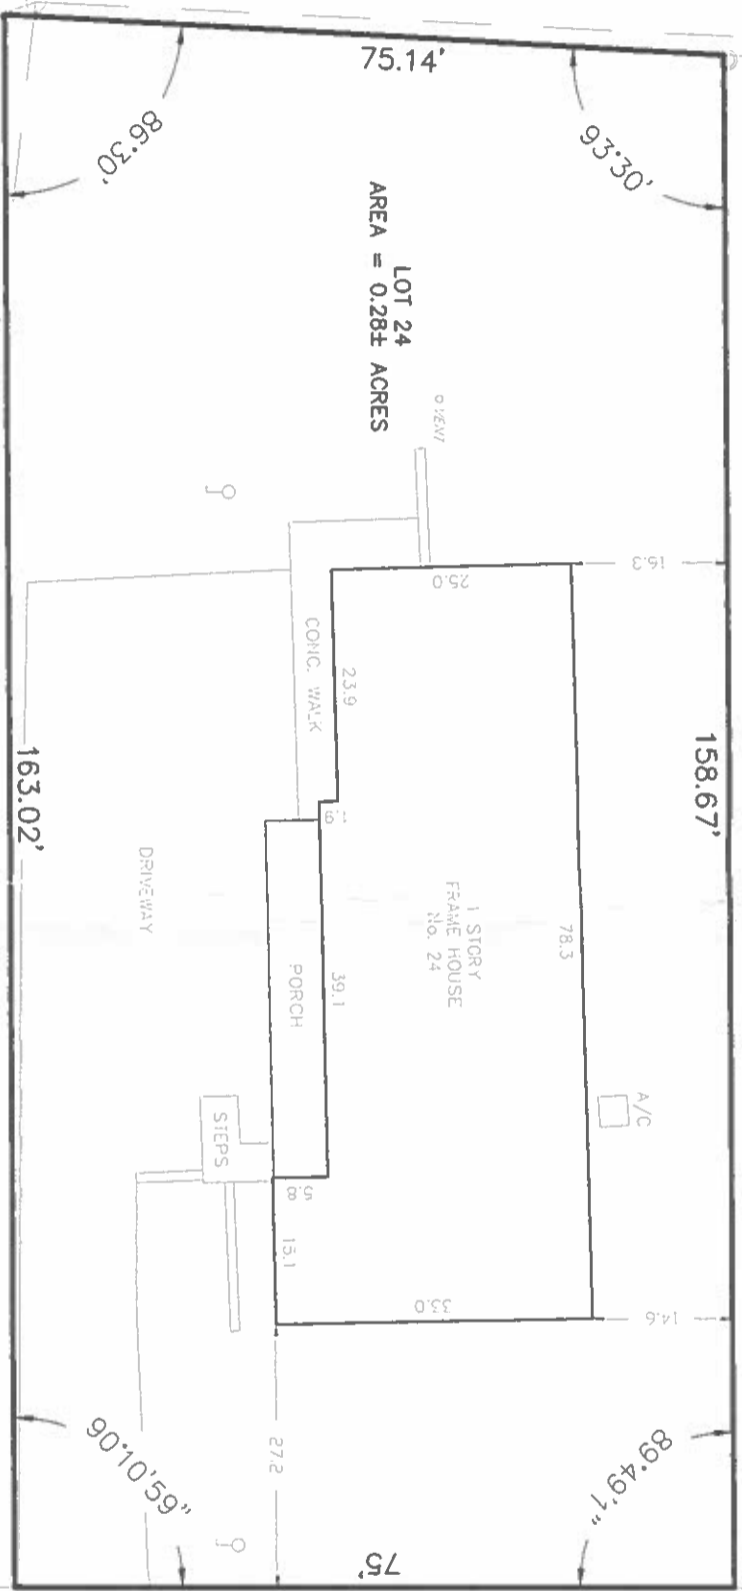 75.14'
86°30'
93°30'
LOT 24
AREA = 0.28± ACRES
VENT
16.3
25.0
CONC. WALK
23.9
158.67'
163.02'
1.9
DRIVEWAY
1 STORY
FRAME HOUSE
No. 24
78.3
PORCH
39.1
A/C
STEPS
5.8
15.1
33.0
14.6
90°10'59"
27.2
89°49'1"
75'